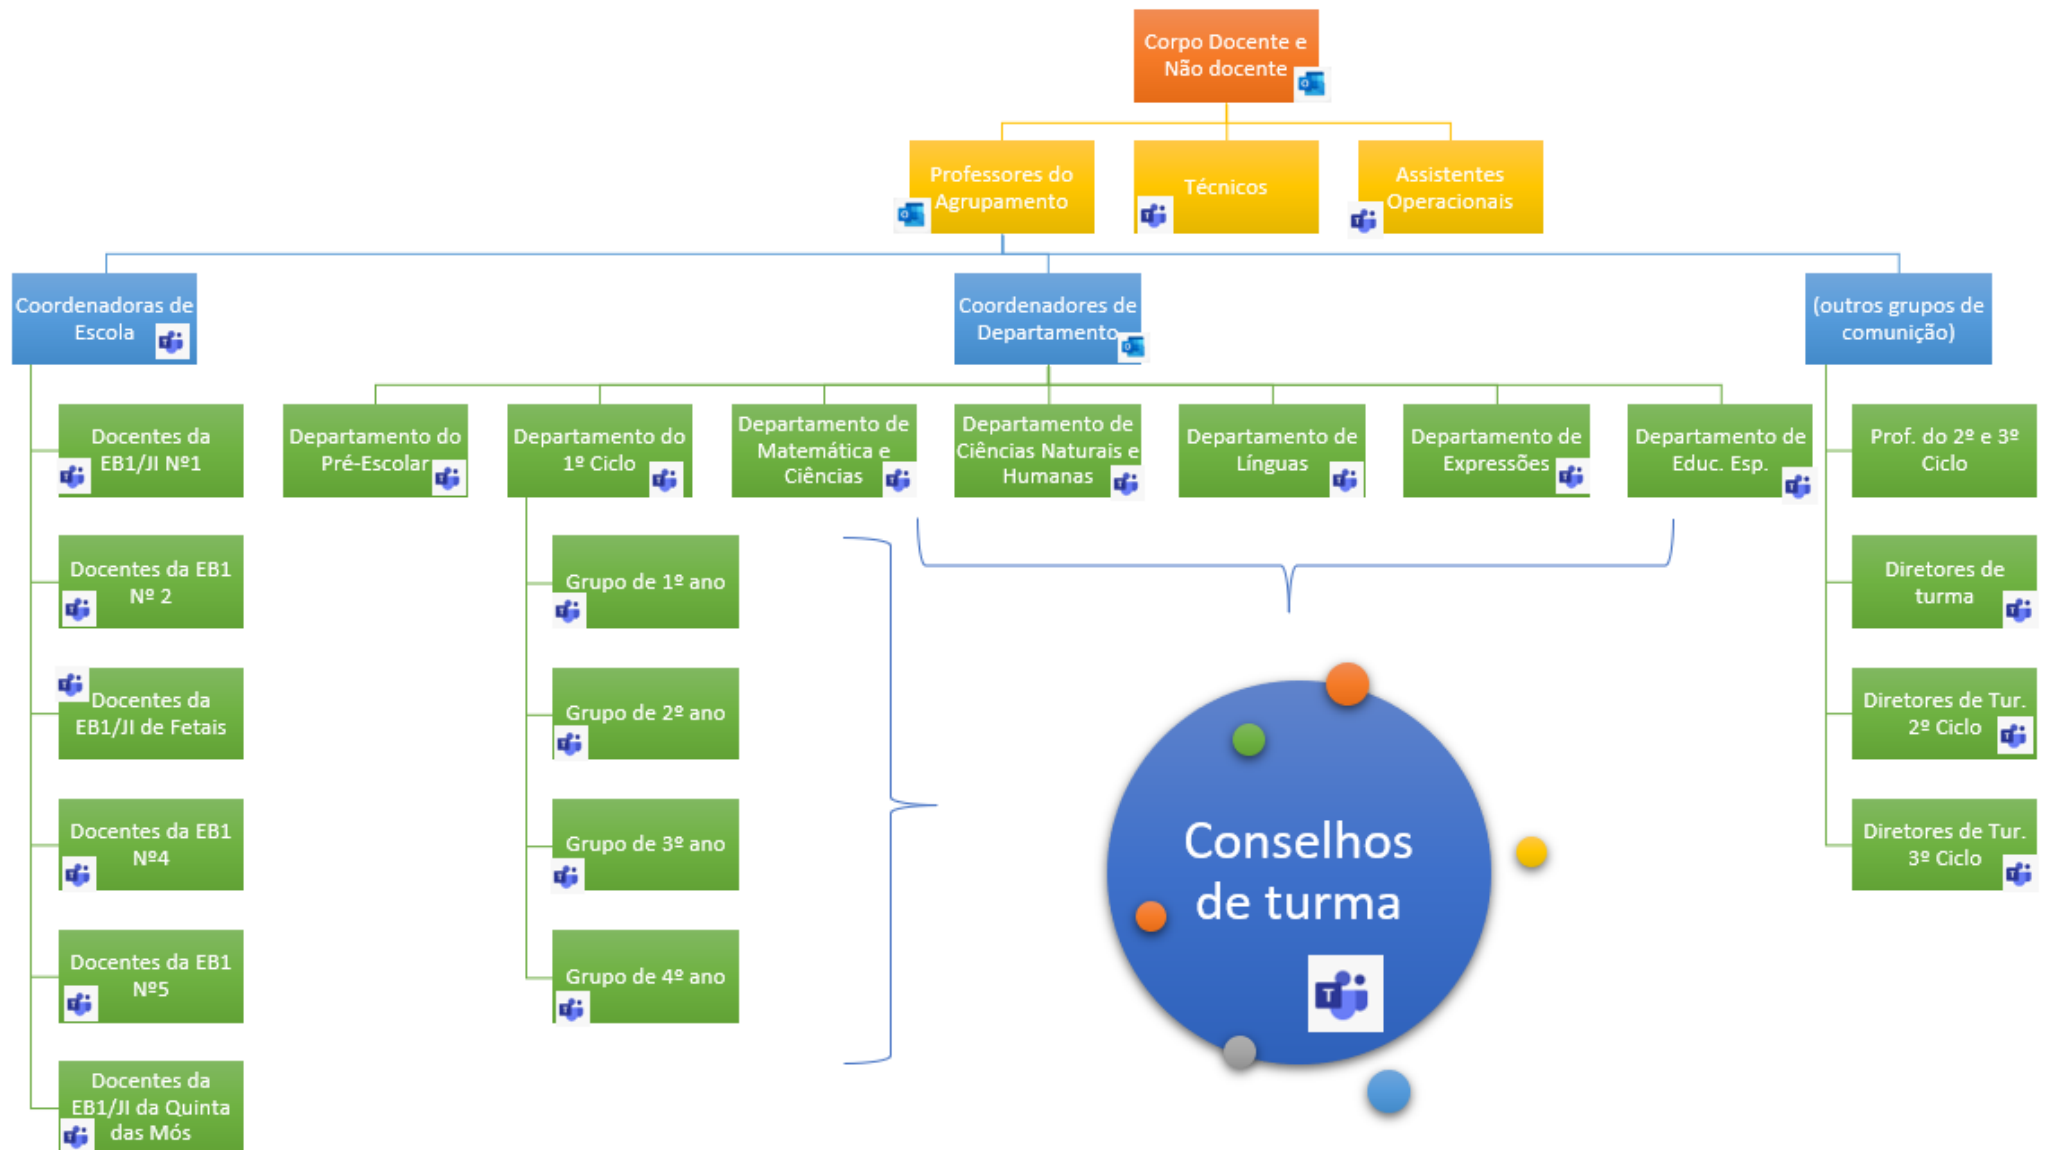 Corpo Docente e
Não docente
Professores do
Agrupamento
Técnicos
Assistentes
Operacionais
Coordenadoras de
Escola
Coordenadores de
Departamento
(outros grupos de
comunição)
Docentes da
EB1/JI Nº1
Departamento do
Pré-Escolar
Departamento do
1º Ciclo
Departamento de
Matemática e
Ciências
Departamento de
Ciências Naturais e
Humanas
Departamento de
Línguas
Departamento de
Expressões
Departamento de
Educ. Esp.
Prof. do 2º e 3º
Ciclo
Docentes da EB1
Nº 2
Grupo de 1º ano
Diretores de
turma
Docentes da
EB1/JI de Fetais
Grupo de 2º ano
Diretores de Tur.
2º Ciclo
Docentes da EB1
Nº4
Grupo de 3º ano
Conselhos
de turma
Diretores de Tur.
3º Ciclo
Docentes da EB1
Nº5
Grupo de 4º ano
Docentes da
EB1/JI da Quinta
das Mós